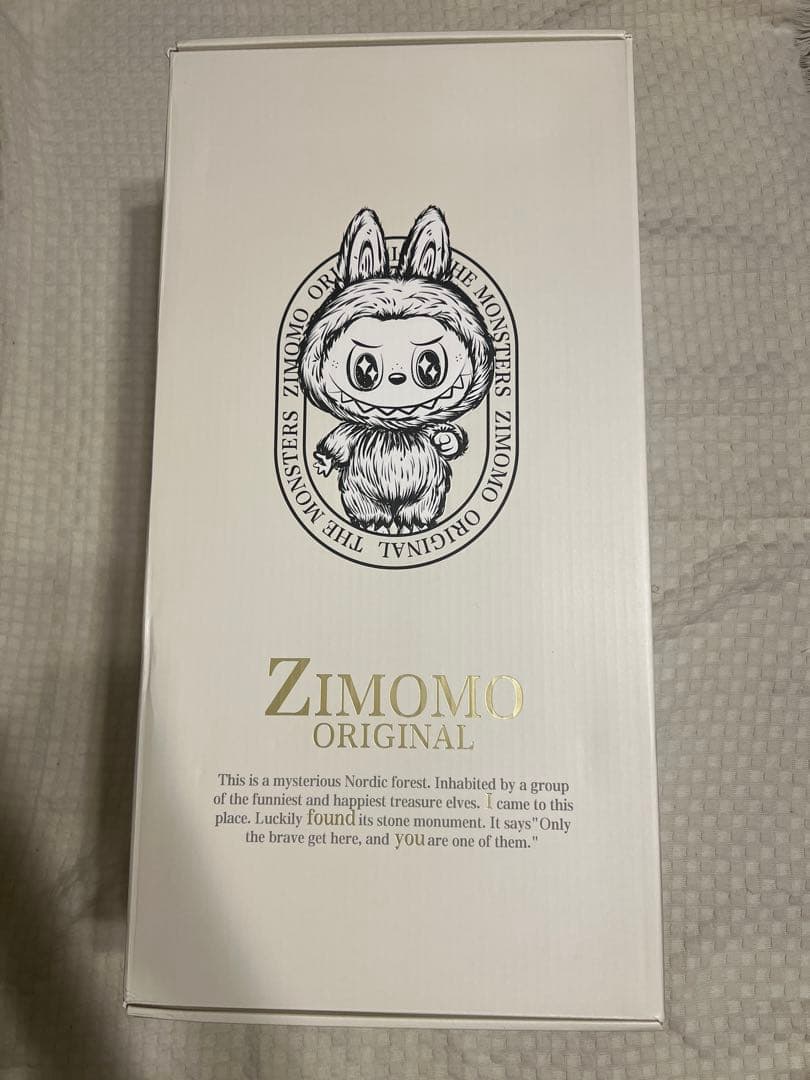 ZIMOMO ORI
HE MONSTERS ZIMOMO ORIGINAL THE MONSTERS
ZIMOMO
ORIGINAL
This is a mysterious Nordic forest. Inhabited by a group
of the funniest and happiest treasure elves. I came to this
place. Luckily found its stone monument. It says"Only
the brave get here, and you are one of them."